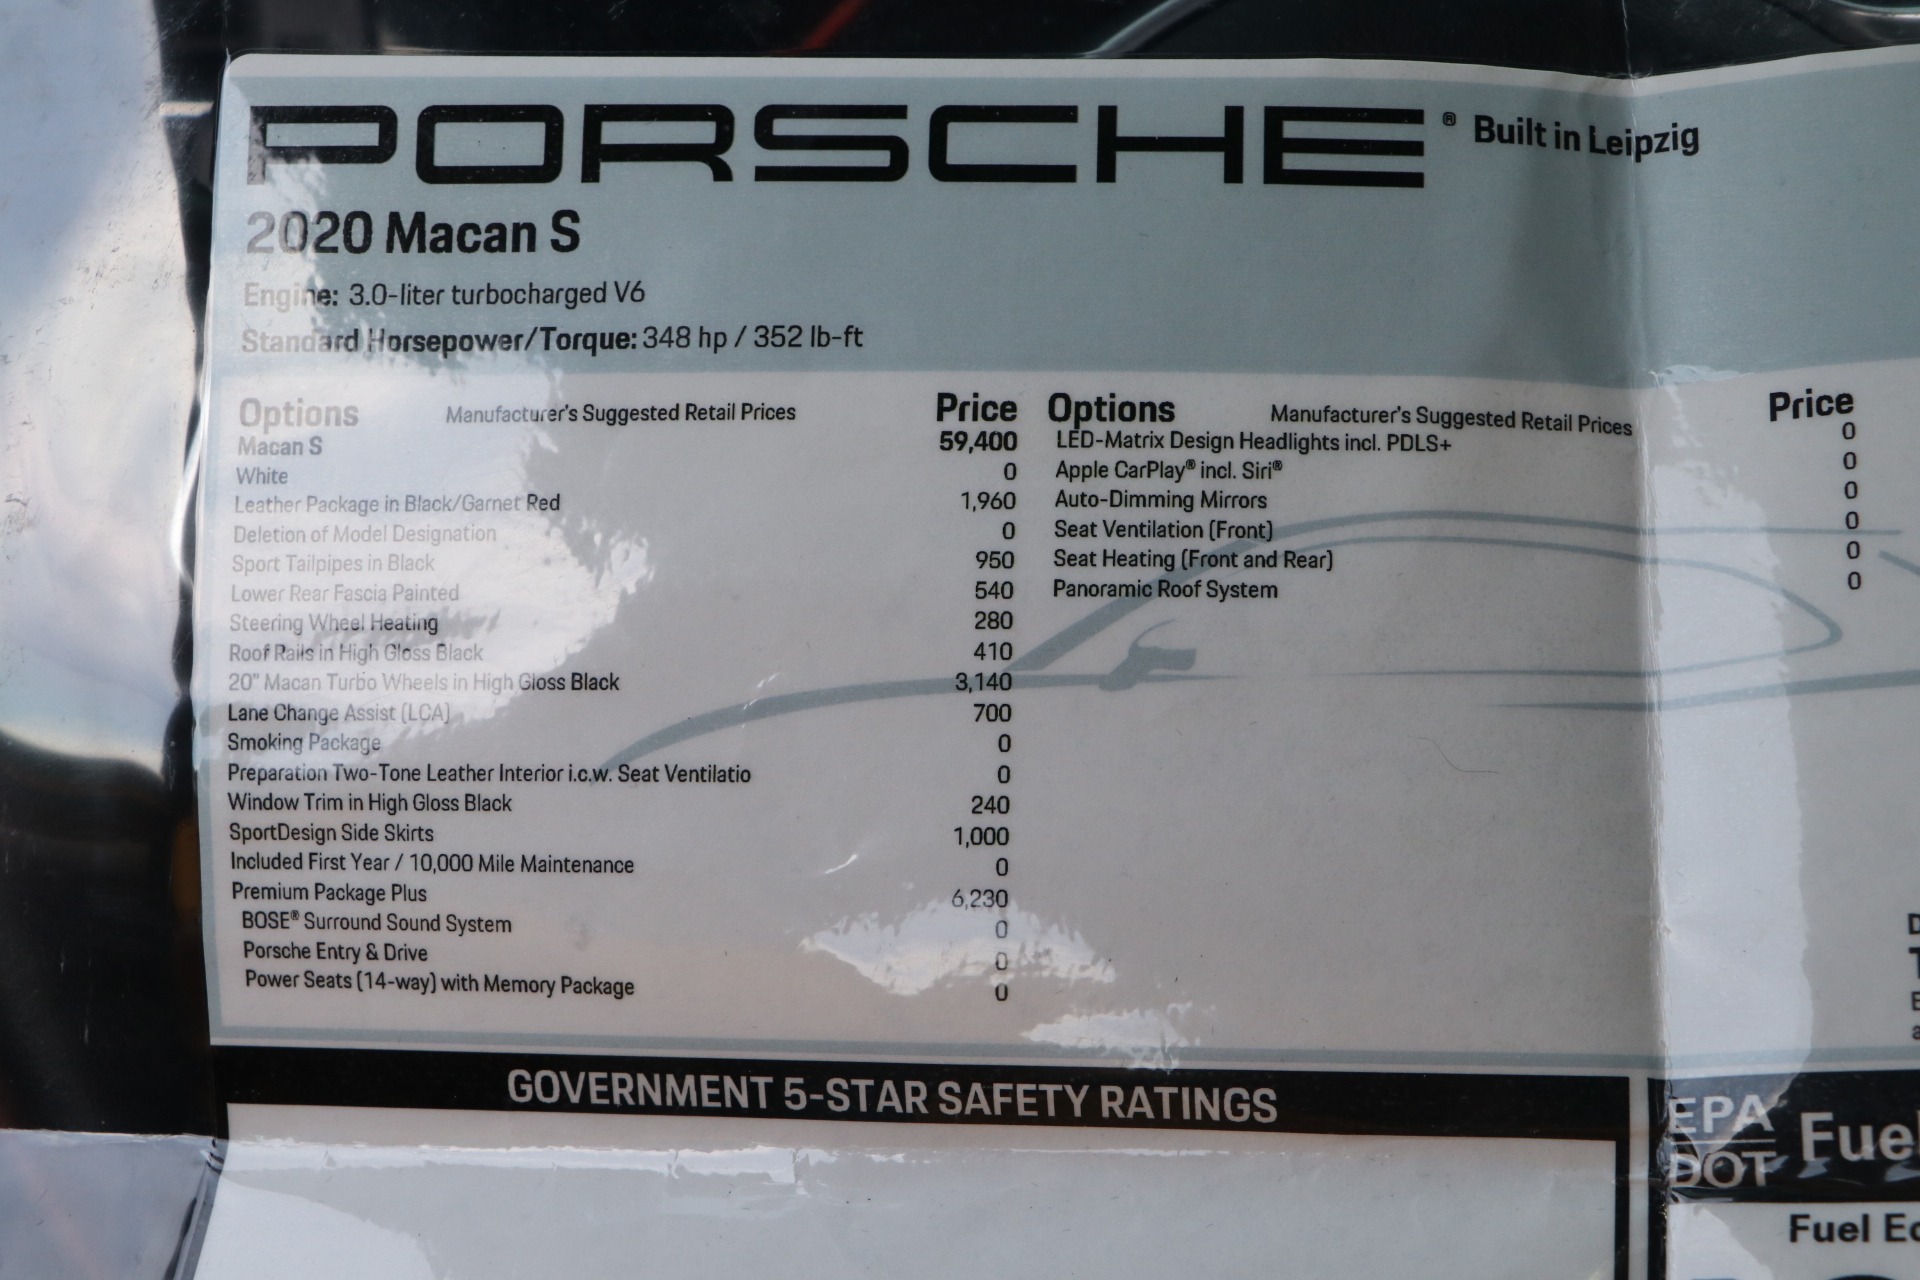 PORSCHE® Built in Leipzig
2020 Macan S
Engine: 3.0-liter turbocharged V6
Standard Horsepower/Torque: 348 hp / 352 lb-ft
Options Manufacturer's Suggested Retail Prices Price
Macan S 59,400
White 0
Leather Package in Black/Garnet Red 1,960
Deletion of Model Designation 0
Sport Tailpipes in Black 950
Lower Rear Fascia Painted 540
Steering Wheel Heating 280
Roof Rails in High Gloss Black 410
20" Macan Turbo Wheels in High Gloss Black 3,140
Lane Change Assist (LCA) 700
Smoking Package 0
Preparation Two-Tone Leather Interior i.c.w. Seat Ventilatio 0
Window Trim in High Gloss Black 240
SportDesign Side Skirts 1,000
Included First Year / 10,000 Mile Maintenance 0
Premium Package Plus 6,230
BOSE® Surround Sound System 0
Porsche Entry & Drive 0
Power Seats (14-way) with Memory Package 0
Options Manufacturer's Suggested Retail Prices Price
LED-Matrix Design Headlights incl. PDLS+ 0
Apple CarPlay® incl. Siri® 0
Auto-Dimming Mirrors 0
Seat Ventilation (Front) 0
Seat Heating (Front and Rear) 0
Panoramic Roof System 0
GOVERNMENT 5-STAR SAFETY RATINGS
EPA
DOT
Fuel
Fuel Ec